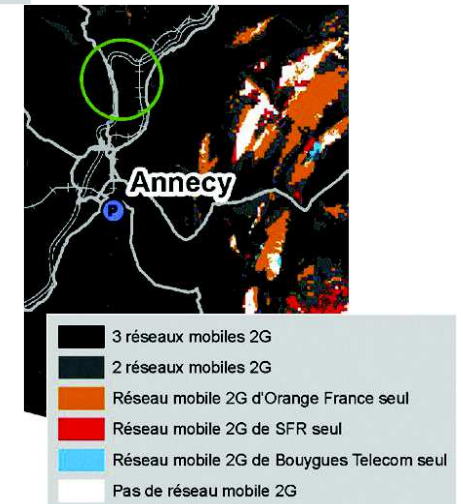 Annecy
P
3 réseaux mobiles 2G
2 réseaux mobiles 2G
Réseau mobile 2G d'Orange France seul
Réseau mobile 2G de SFR seul
Réseau mobile 2G de Bouygues Telecom seul
Pas de réseau mobile 2G